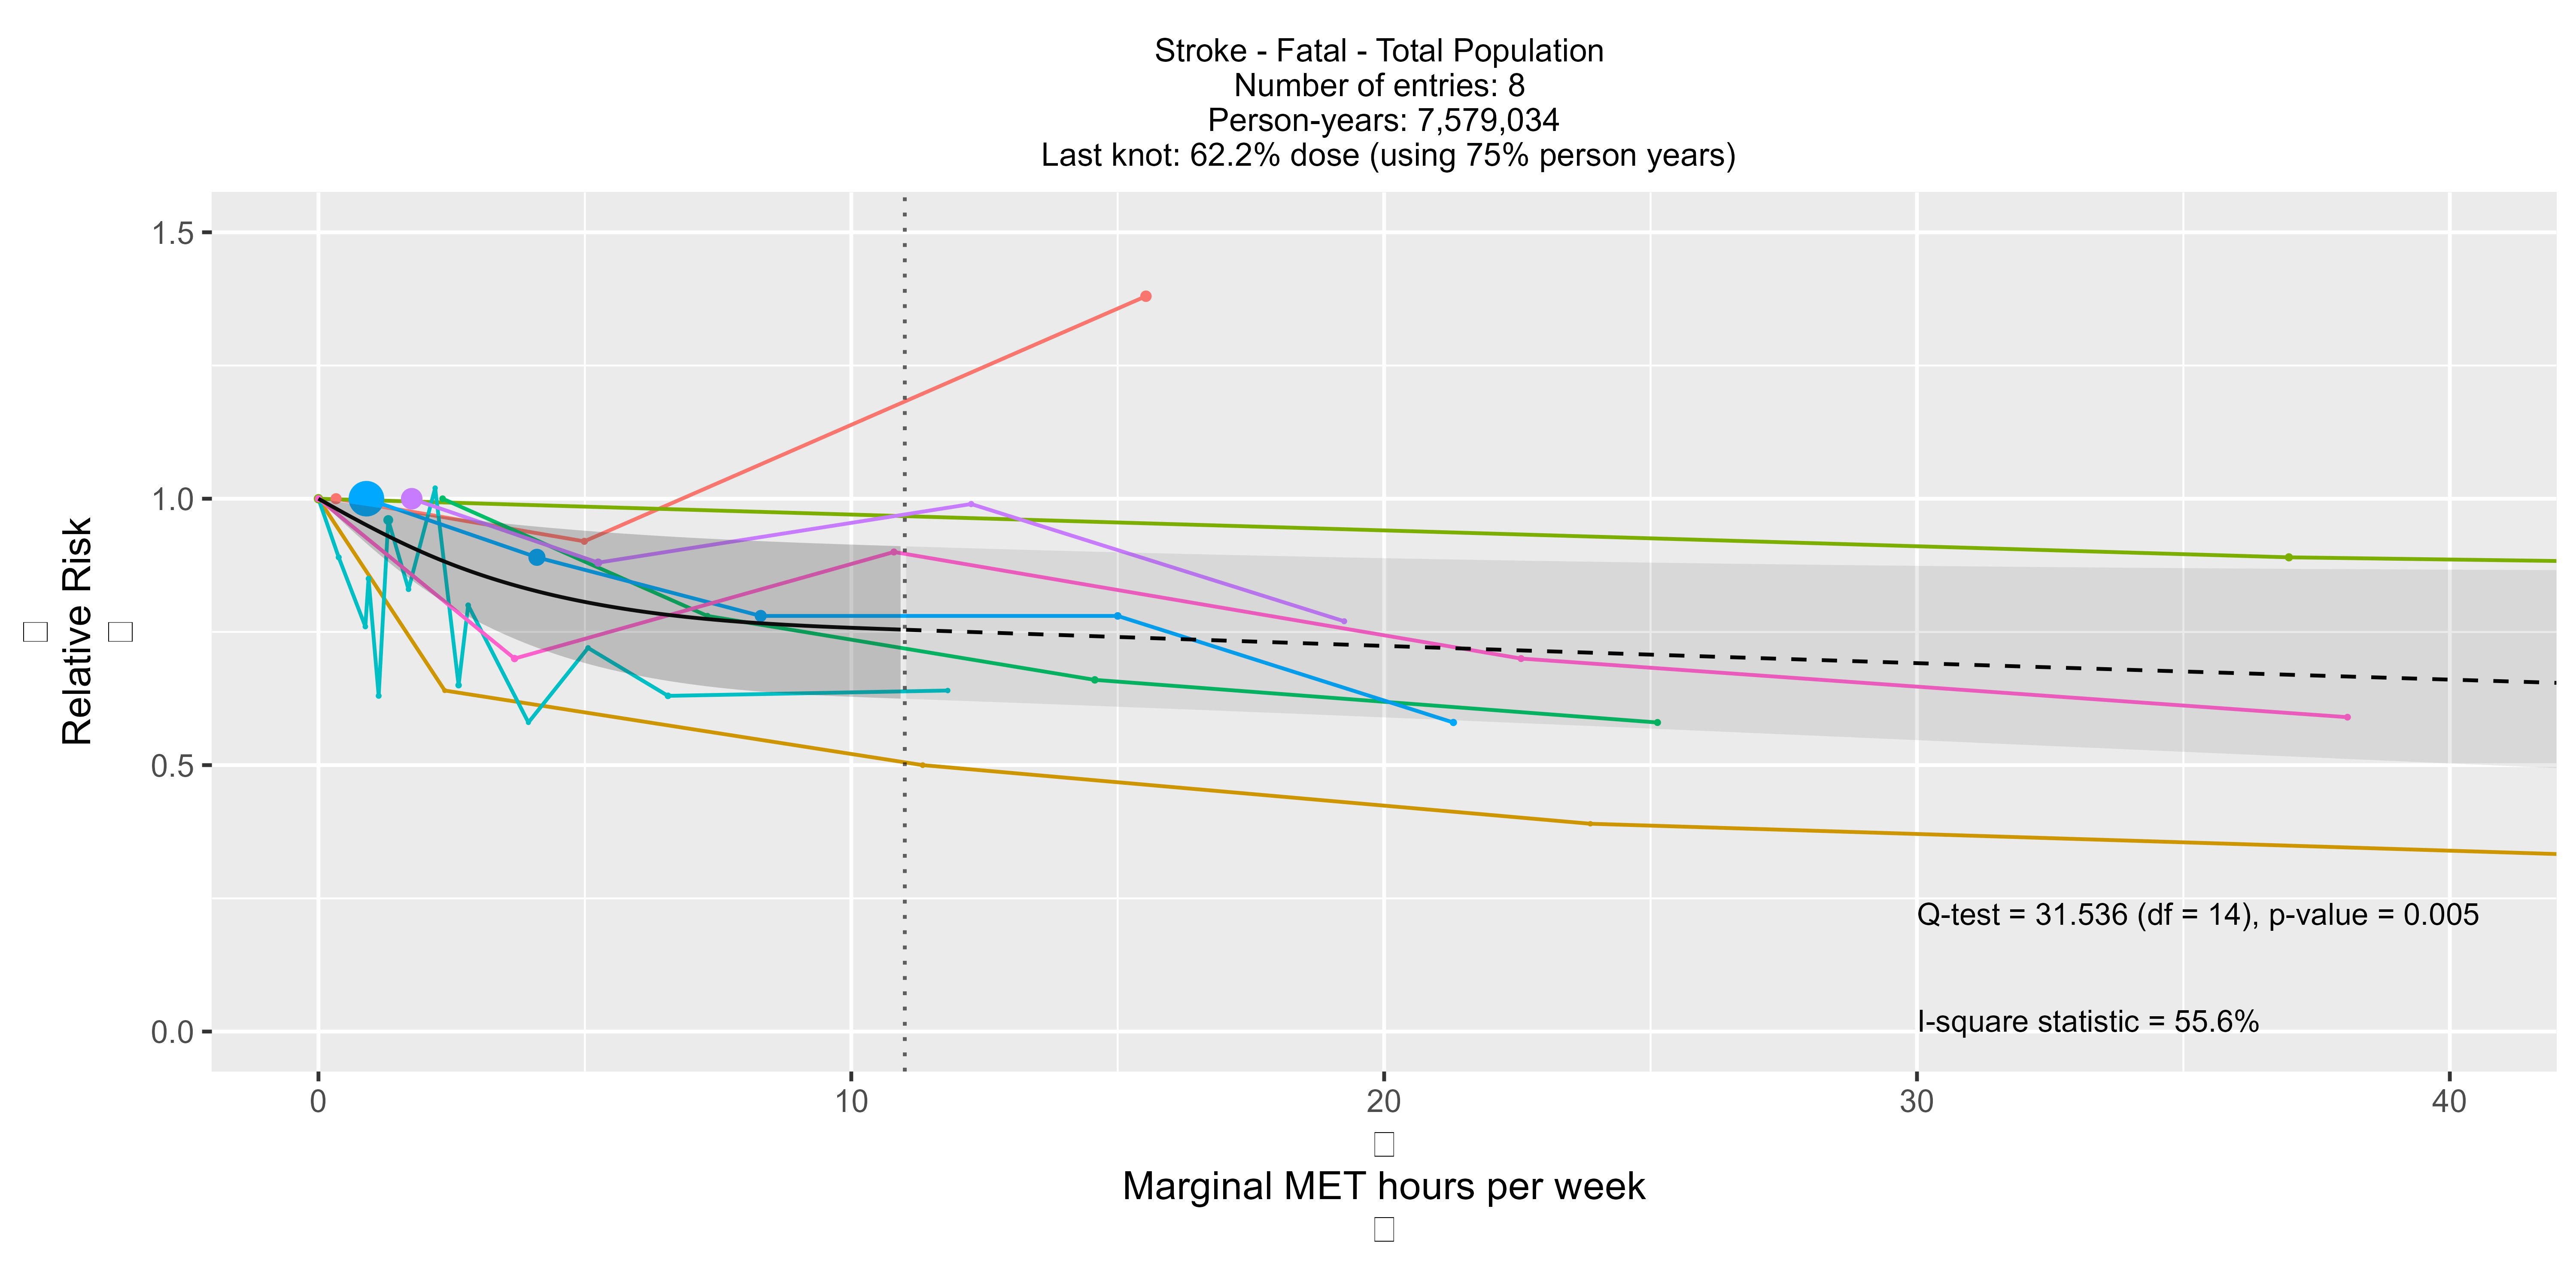 Stroke - Fatal - Total Population
Number of entries: 8
Person-years: 7,579,034
Last knot: 62.2% dose (using 75% person years)
1.5
1.0
0.5
0.0
Relative Risk
Q-test = 31.536 (df = 14), p-value = 0.005
I-square statistic = 55.6%
0 10 20 30 40
Marginal MET hours per week